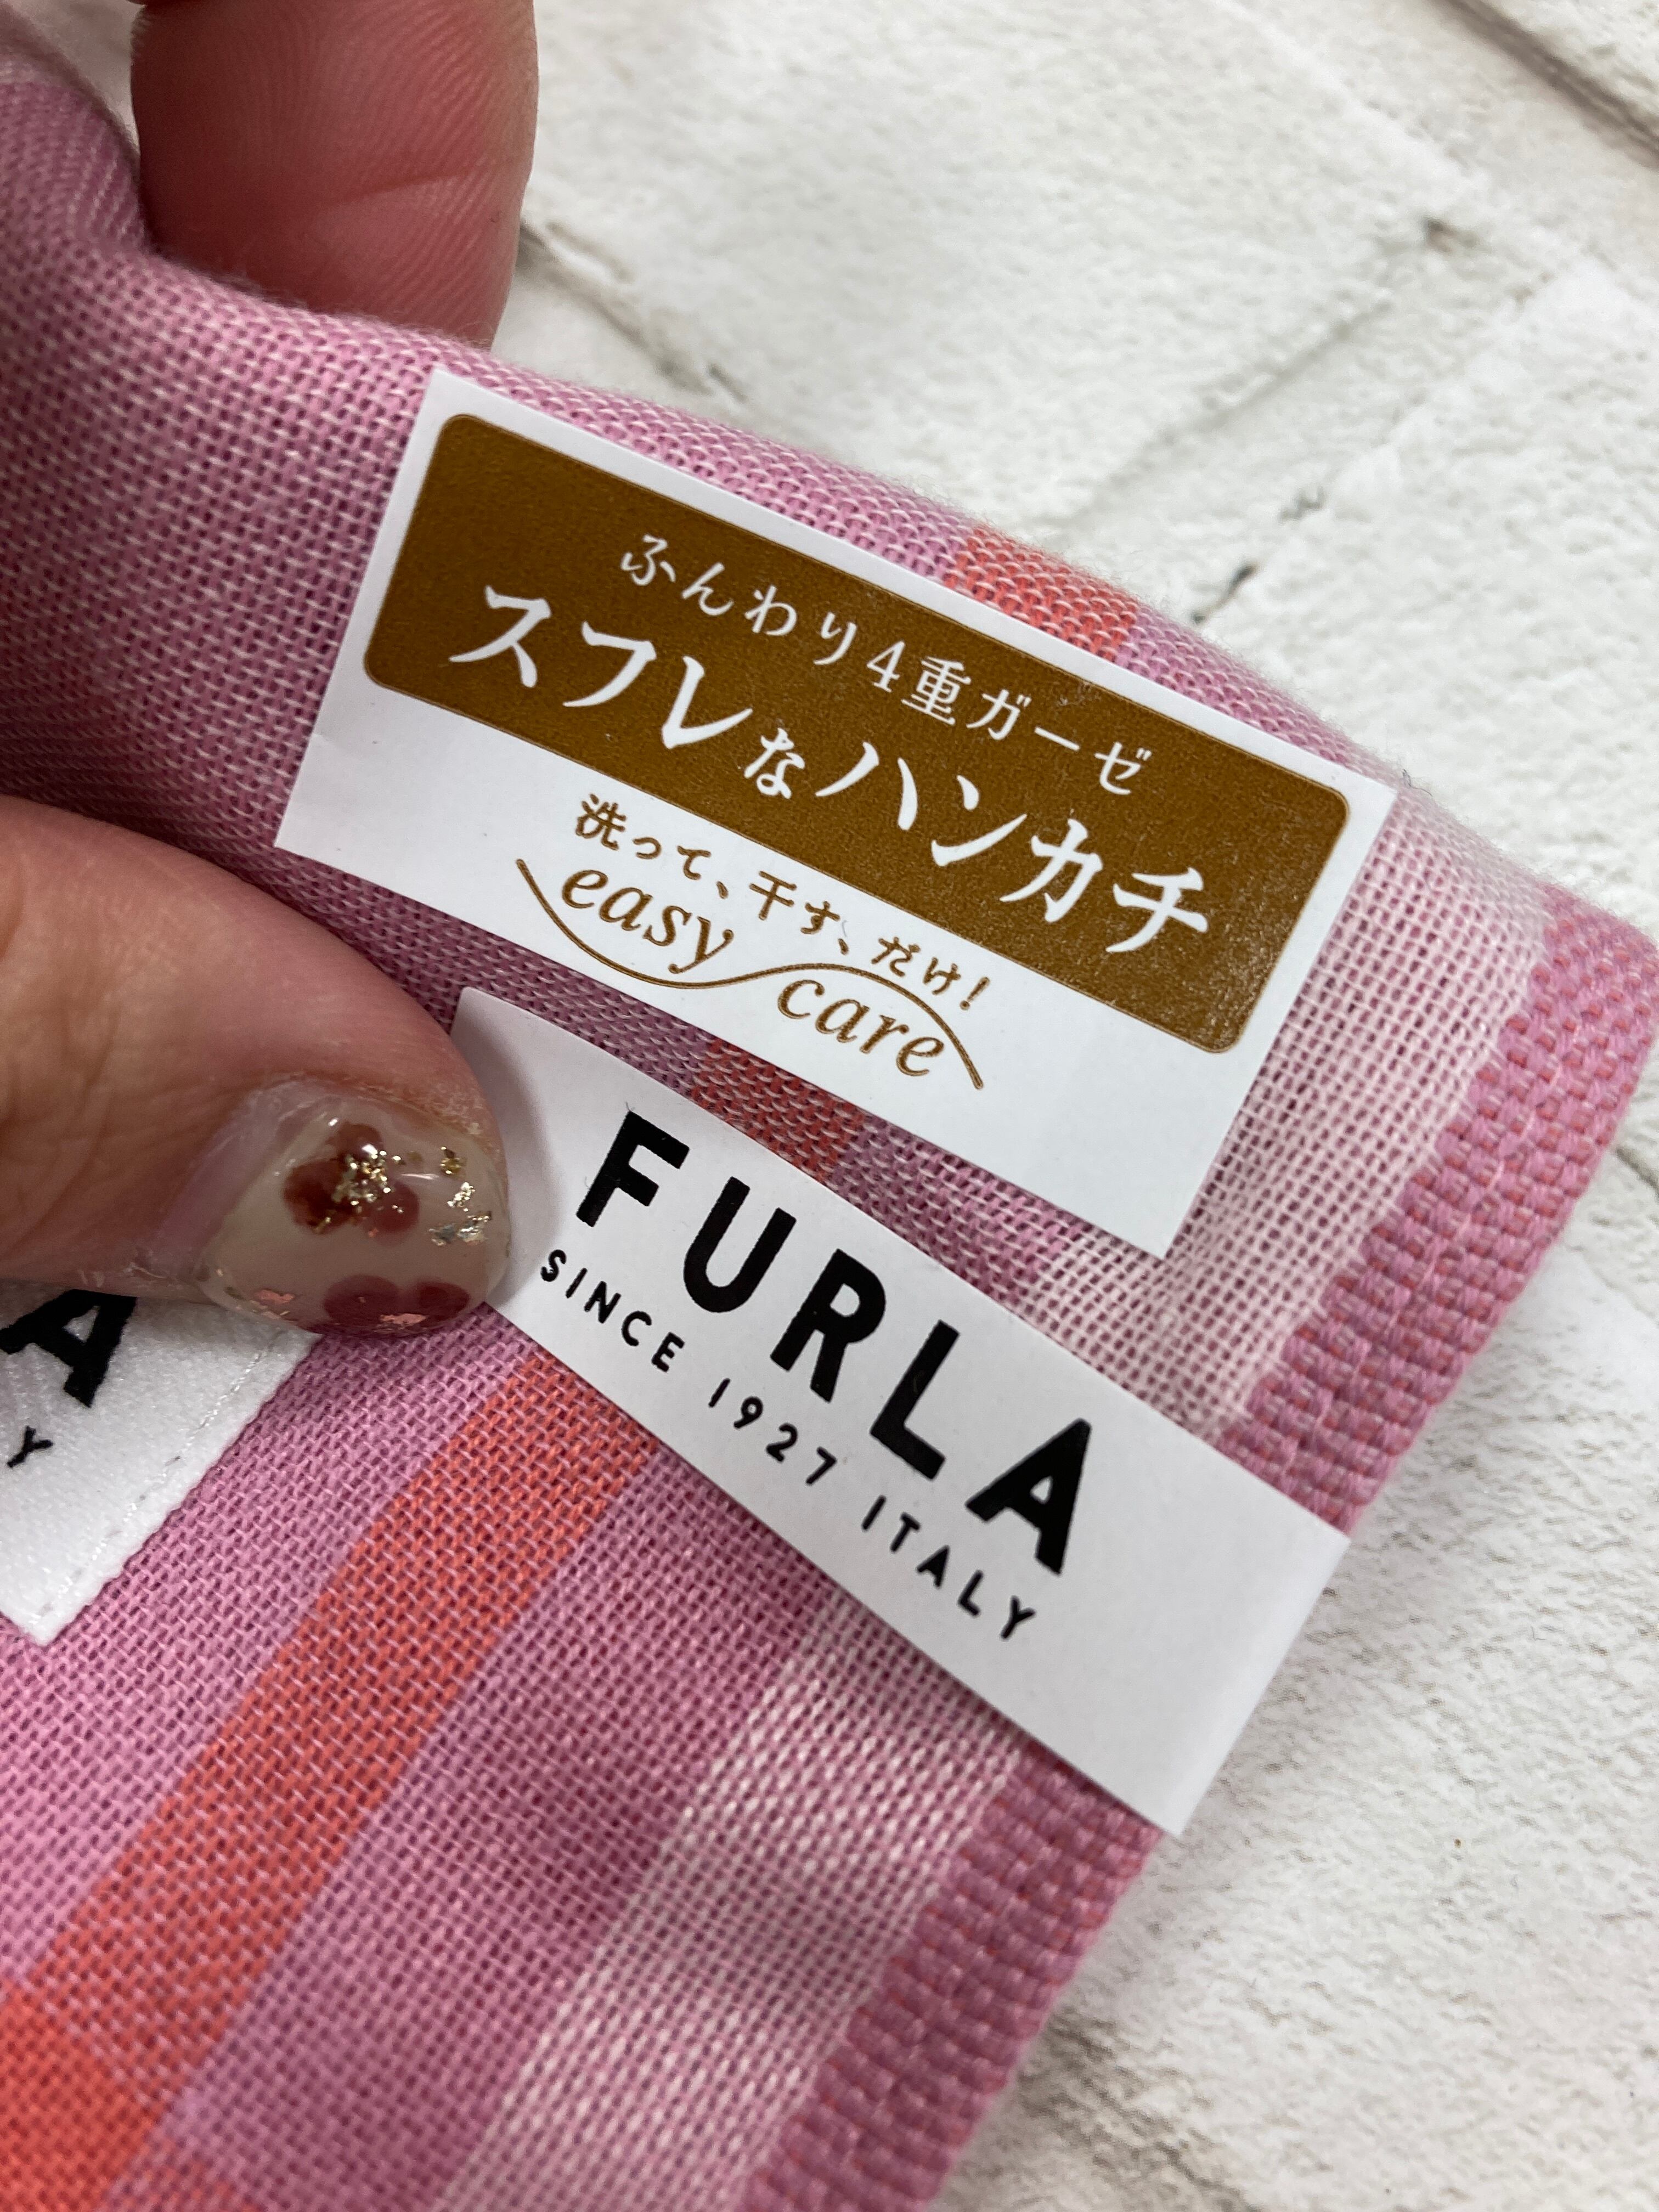 ふんわり4重ガーゼ
スフレなハンカチ
洗って、干す、だけ!
easy
care
FURLA
SINCE 1927 ITALY
A
Y